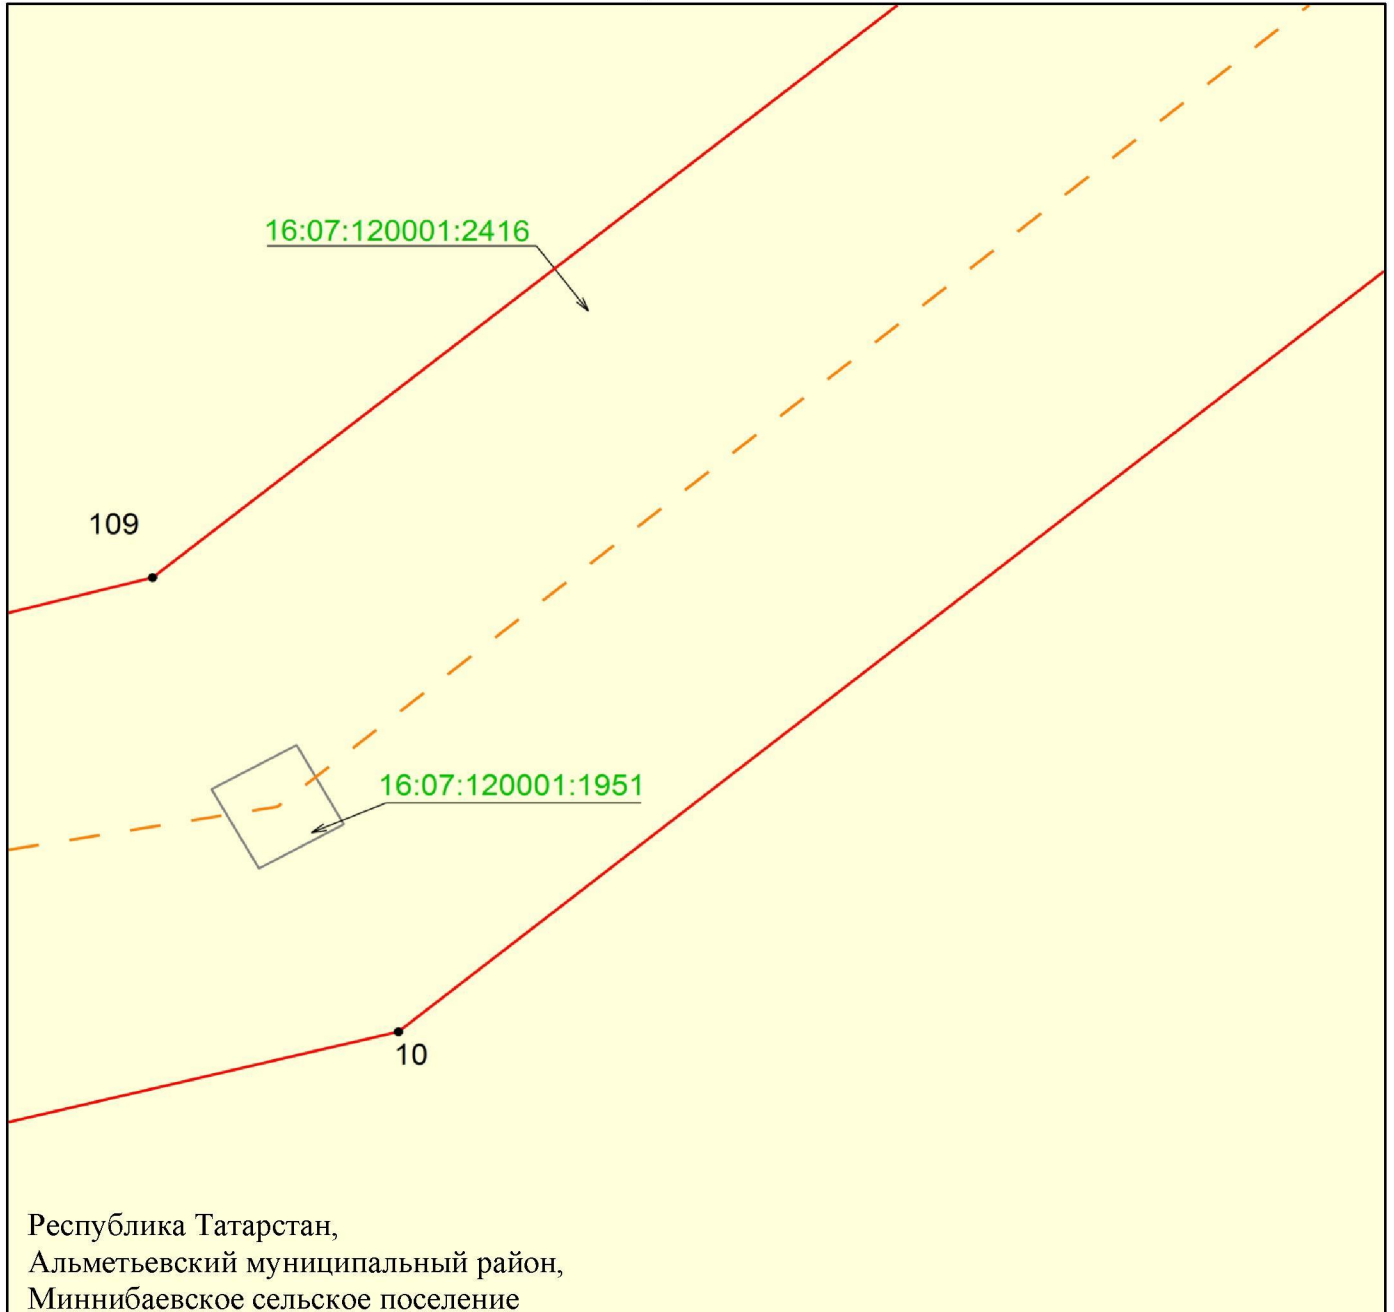 16:07:120001:2416
109
16:07:120001:1951
10
Республика Татарстан,
Альметьевский муниципальный район,
Миннибаевское сельское поселение